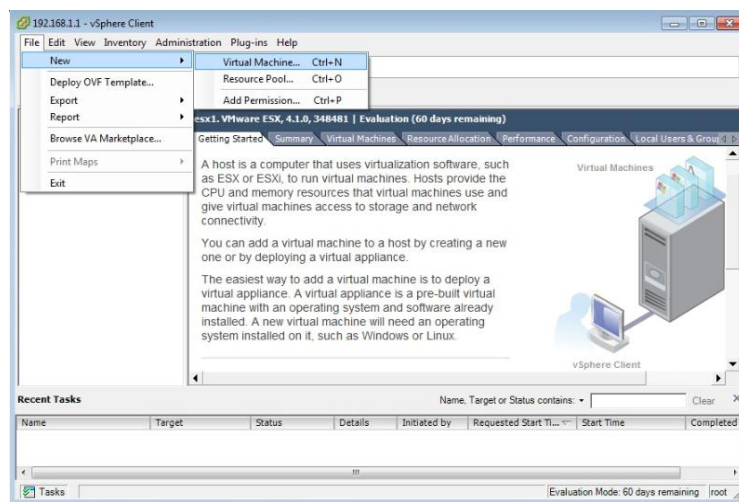 192.168.1.1 - vSphere Client
File Edit View Inventory Administration Plug-ins Help
New
Deploy OVF Template...
Export
Report
Browse VA Marketplace...
Print Maps
Exit
Virtual Machine... Ctrl+N
Resource Pool... Ctrl+O
Add Permission... Ctrl+P
esx1. VMware ESX, 4.1.0, 348481 | Evaluation (60 days remaining)
Getting Started Summary Virtual Machines Resource Allocation Performance Configuration Local Users & Group
A host is a computer that uses virtualization software, such
as ESX or ESXi, to run virtual machines. Hosts provide the
CPU and memory resources that virtual machines use and
give virtual machines access to storage and network
connectivity.
You can add a virtual machine to a host by creating a new
one or by deploying a virtual appliance.
The easiest way to add a virtual machine is to deploy a
virtual appliance. A virtual appliance is a pre-built virtual
machine with an operating system and software already
installed. A new virtual machine will need an operating
system installed on it, such as Windows or Linux.
Virtual Machines
vSphere Client
Recent Tasks
Name, Target or Status contains:
Clear
Name Target Status Details Initiated by Requested Start Ti... Start Time Completed
Tasks
Evaluation Mode: 60 days remaining root